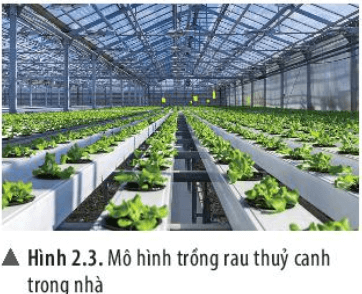 ▲ Hình 2.3. Mô hình trồng rau thuỷ canh
trong nhà